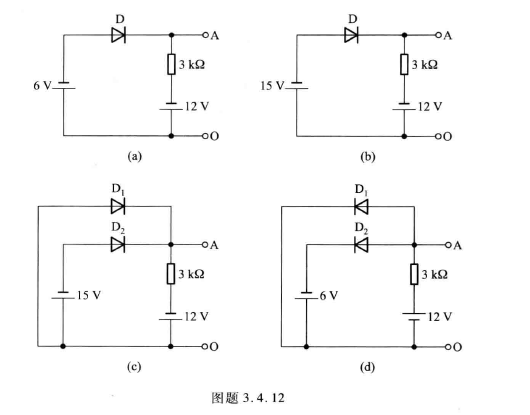 D
A
3 kΩ
6 V
12 V
O
(a)
D
A
3 kΩ
15 V
12 V
O
(b)
D₁
D₂
A
3 kΩ
15 V
12 V
O
(c)
D₁
D₂
A
3 kΩ
6 V
12 V
O
(d)
图题 3.4.12